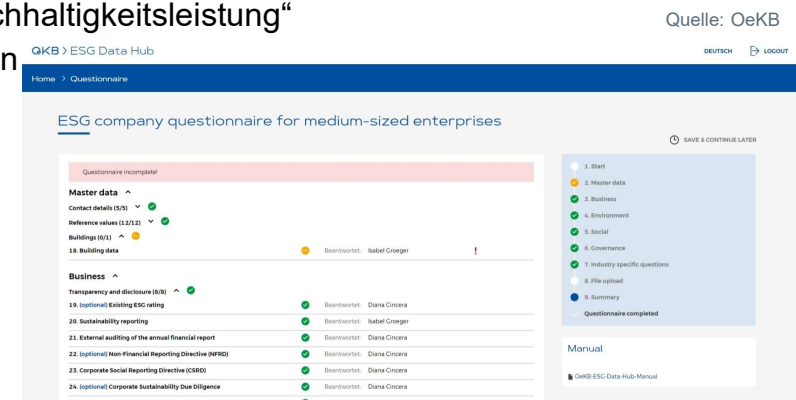 chhaltigkeitsleistung“
Quelle: OeKB
n
OKB > ESG Data Hub
DEUTSCH LOGOUT
Home > Questionnaire
ESG company questionnaire for medium-sized enterprises
SAVE & CONTINUE LATER
Questionnaire incomplete!
Master data
Contact details (5/5)
Reference values (12/12)
Buildings (0/1)
18. Building data Beantwortet: Isabel Groeger !
Business
Transparency and disclosure (8/8)
19. (optional) Existing ESG rating Beantwortet: Diana Cincera
20. Sustainability reporting Beantwortet: Isabel Groeger
21. External auditing of the annual financial report Beantwortet: Diana Cincera
22. (optional) Non-Financial Reporting Directive (NFRD) Beantwortet: Diana Cincera
23. Corporate Social Reporting Directive (CSRD) Beantwortet: Diana Cincera
24. (optional) Corporate Sustainability Due Diligence Beantwortet: Diana Cincera
1. Start
2. Master data
3. Business
4. Environment
5. Social
6. Governance
7. Industry specific questions
8. File upload
9. Summary
Questionnaire completed
Manual
OeKB-ESG-Data-Hub-Manual